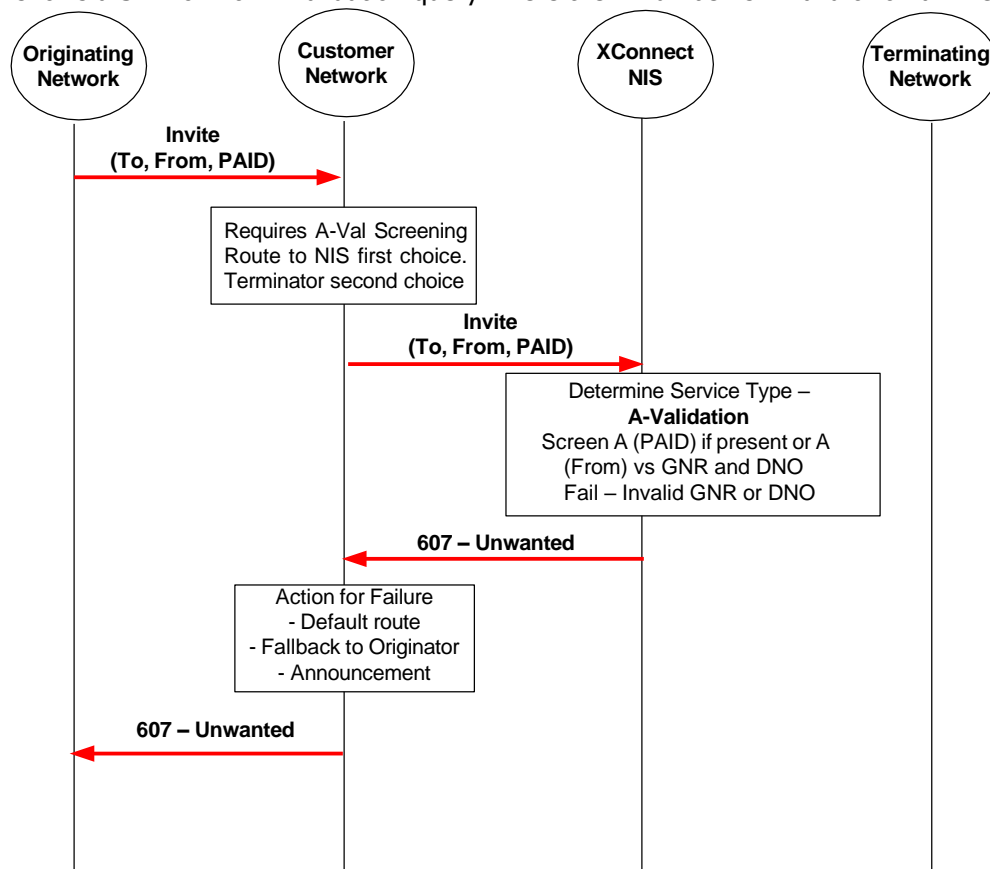 Originating
Network
Customer
Network
XConnect
NIS
Terminating
Network
Invite
(To, From, PAID)
Requires A-Val Screening
Route to NIS first choice.
Terminator second choice
Invite
(To, From, PAID)
Determine Service Type –
A-Validation
Screen A (PAID) if present or A
(From) vs GNR and DNO
Fail – Invalid GNR or DNO
607 – Unwanted
Action for Failure
- Default route
- Fallback to Originator
- Announcement
607 – Unwanted